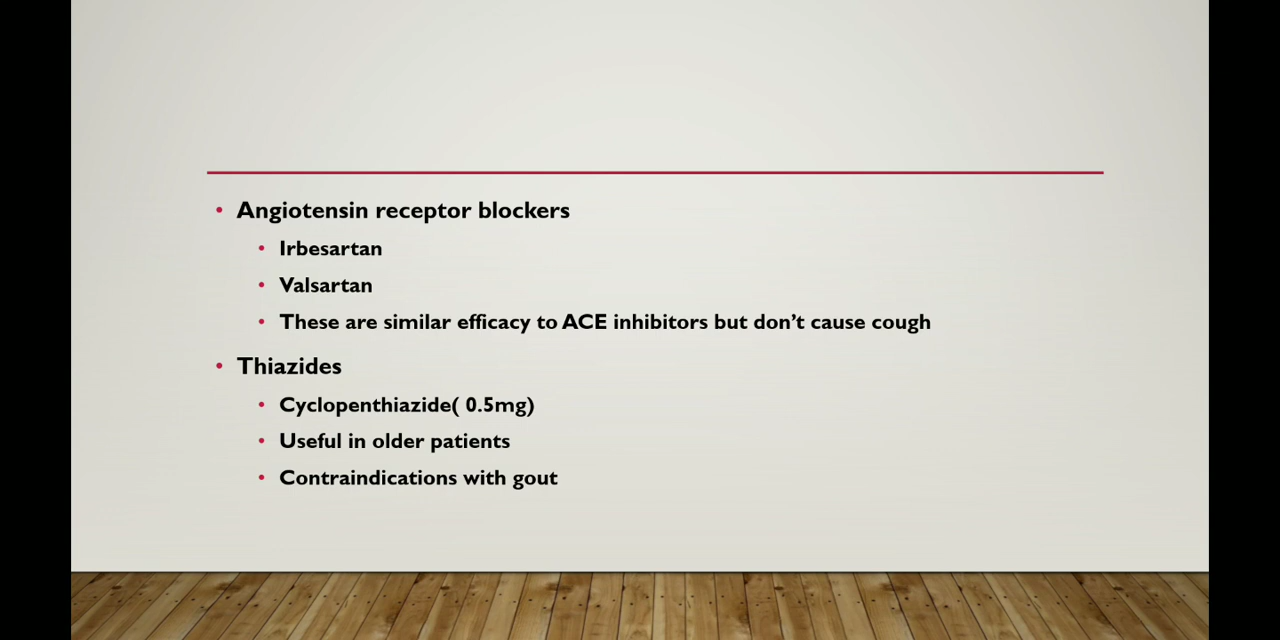 • Angiotensin receptor blockers
• Irbesartan
• Valsartan
• These are similar efficacy to ACE inhibitors but don’t cause cough
• Thiazides
• Cyclopenthiazide( 0.5mg)
• Useful in older patients
• Contraindications with gout